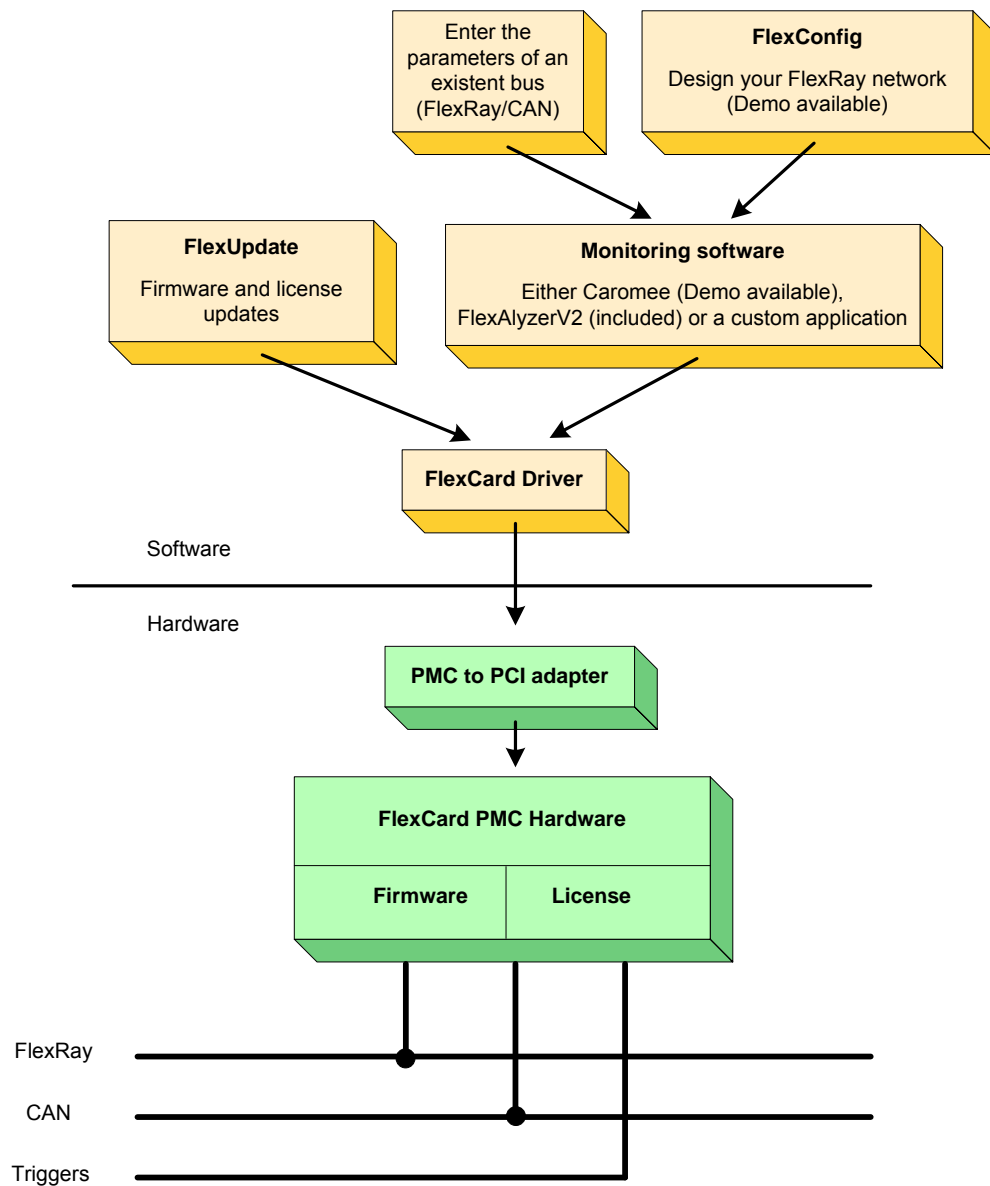 Enter the
parameters of an
existent bus
(FlexRay/CAN)
FlexConfig
Design your FlexRay network
(Demo available)
FlexUpdate
Firmware and license
updates
Monitoring software
Either Caromee (Demo available),
FlexAlyzerV2 (included) or a custom application
FlexCard Driver
Software
Hardware
PMC to PCI adapter
FlexCard PMC Hardware
Firmware
License
FlexRay
CAN
Triggers